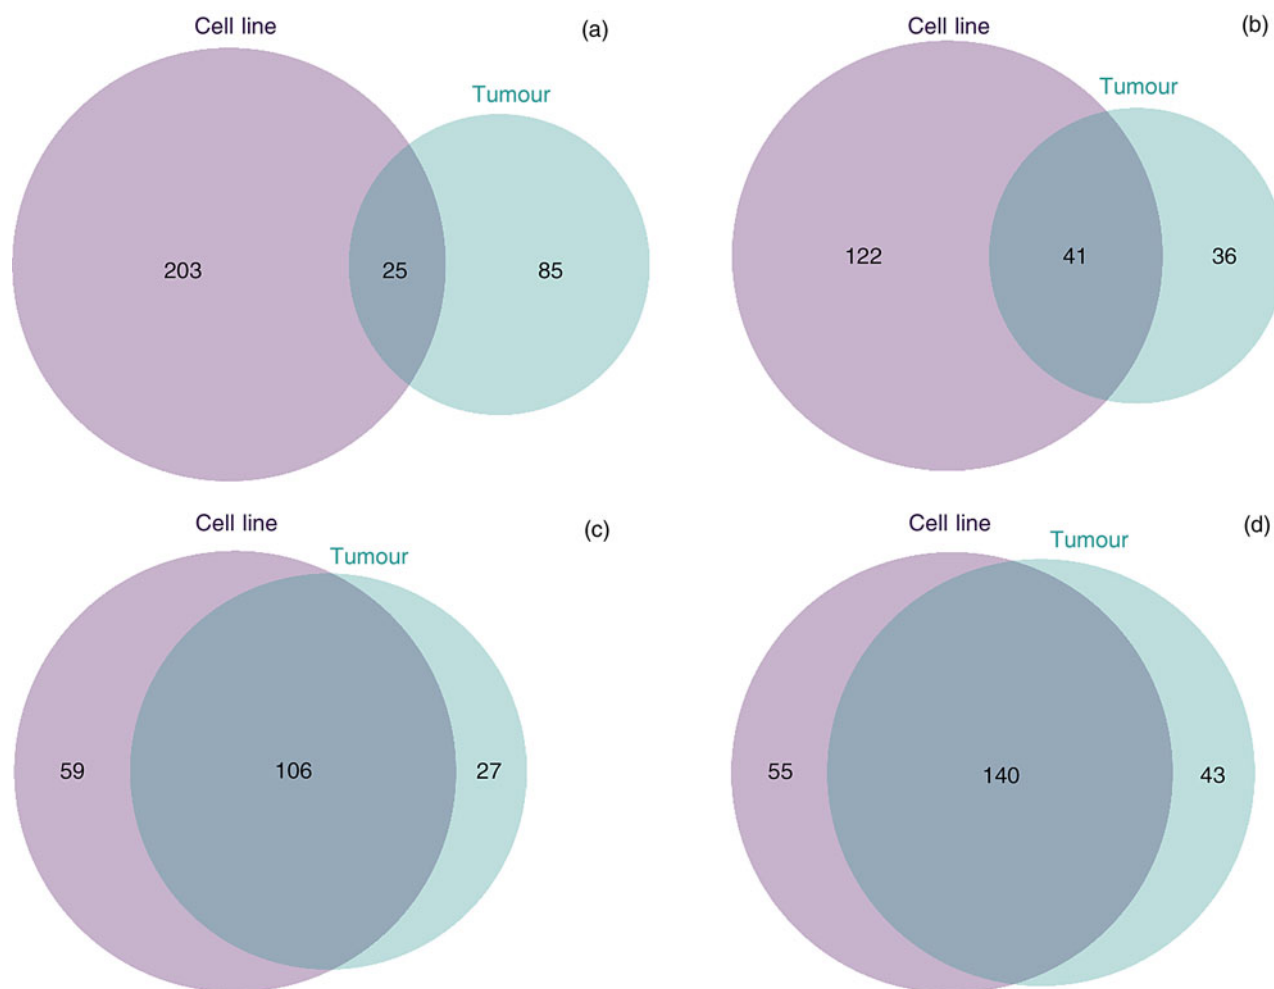 Cell line
(a)
Tumour
203
25
85
Cell line
(b)
Tumour
122
41
36
Cell line
(c)
Tumour
59
106
27
Cell line
(d)
Tumour
55
140
43